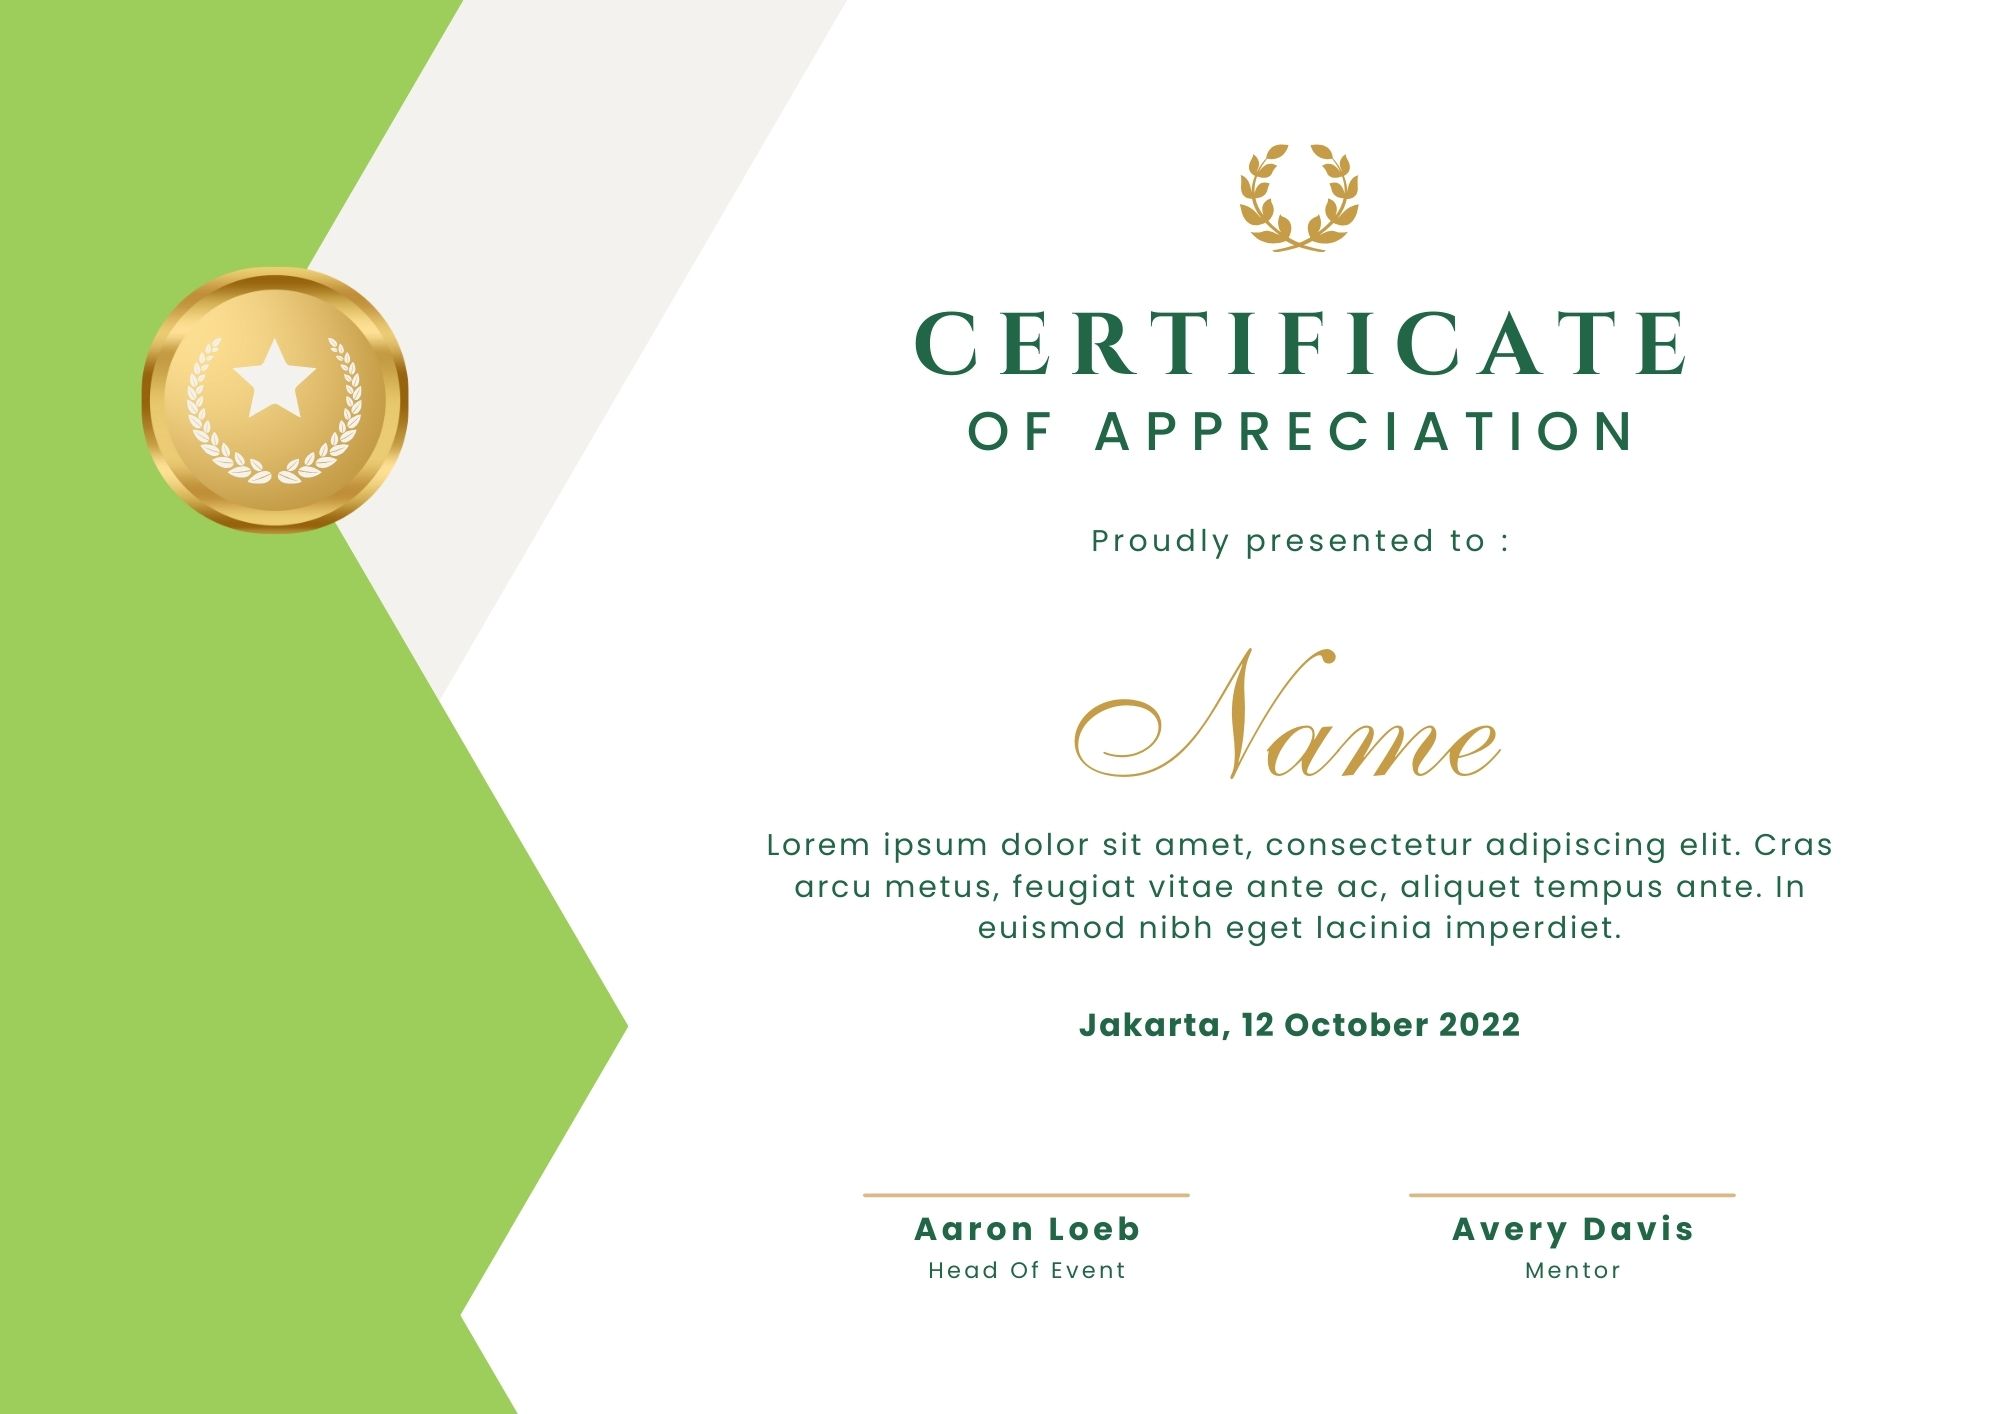 CERTIFICATE
OF APPRECIATION
Proudly presented to :
Name
Lorem ipsum dolor sit amet, consectetur adipiscing elit. Cras
arcu metus, feugiat vitae ante ac, aliquet tempus ante. In
euismod nibh eget lacinia imperdiet.
Jakarta, 12 October 2022
Aaron Loeb
Head Of Event
Avery Davis
Mentor